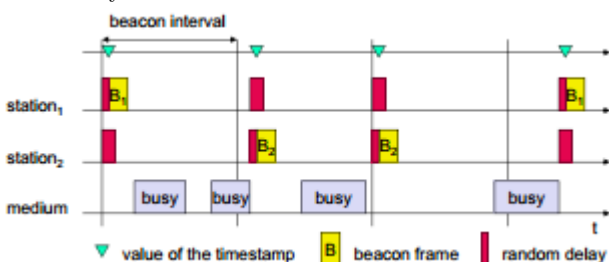 beacon interval
B1
B1
station1
B2
B2
station2
busy
busy
busy
busy
medium
t
value of the timestamp
B
beacon frame
random delay